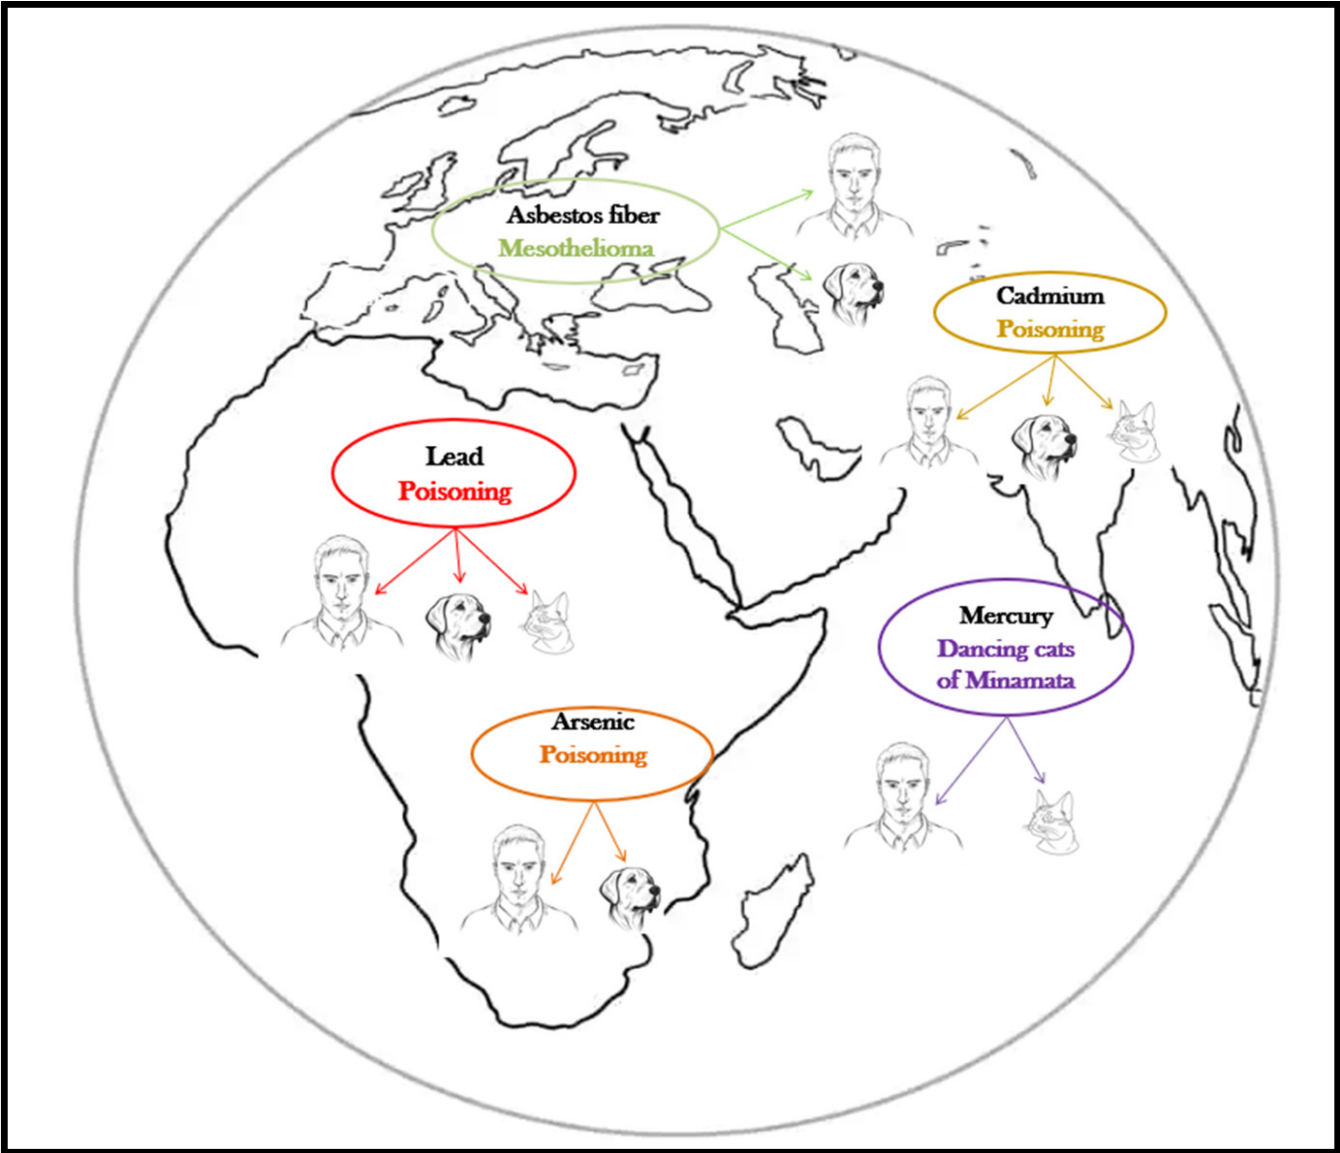 Asbestos fiber
Mesothelioma
Cadmium
Poisoning
Lead
Poisoning
Mercury
Dancing cats
of Minamata
Arsenic
Poisoning